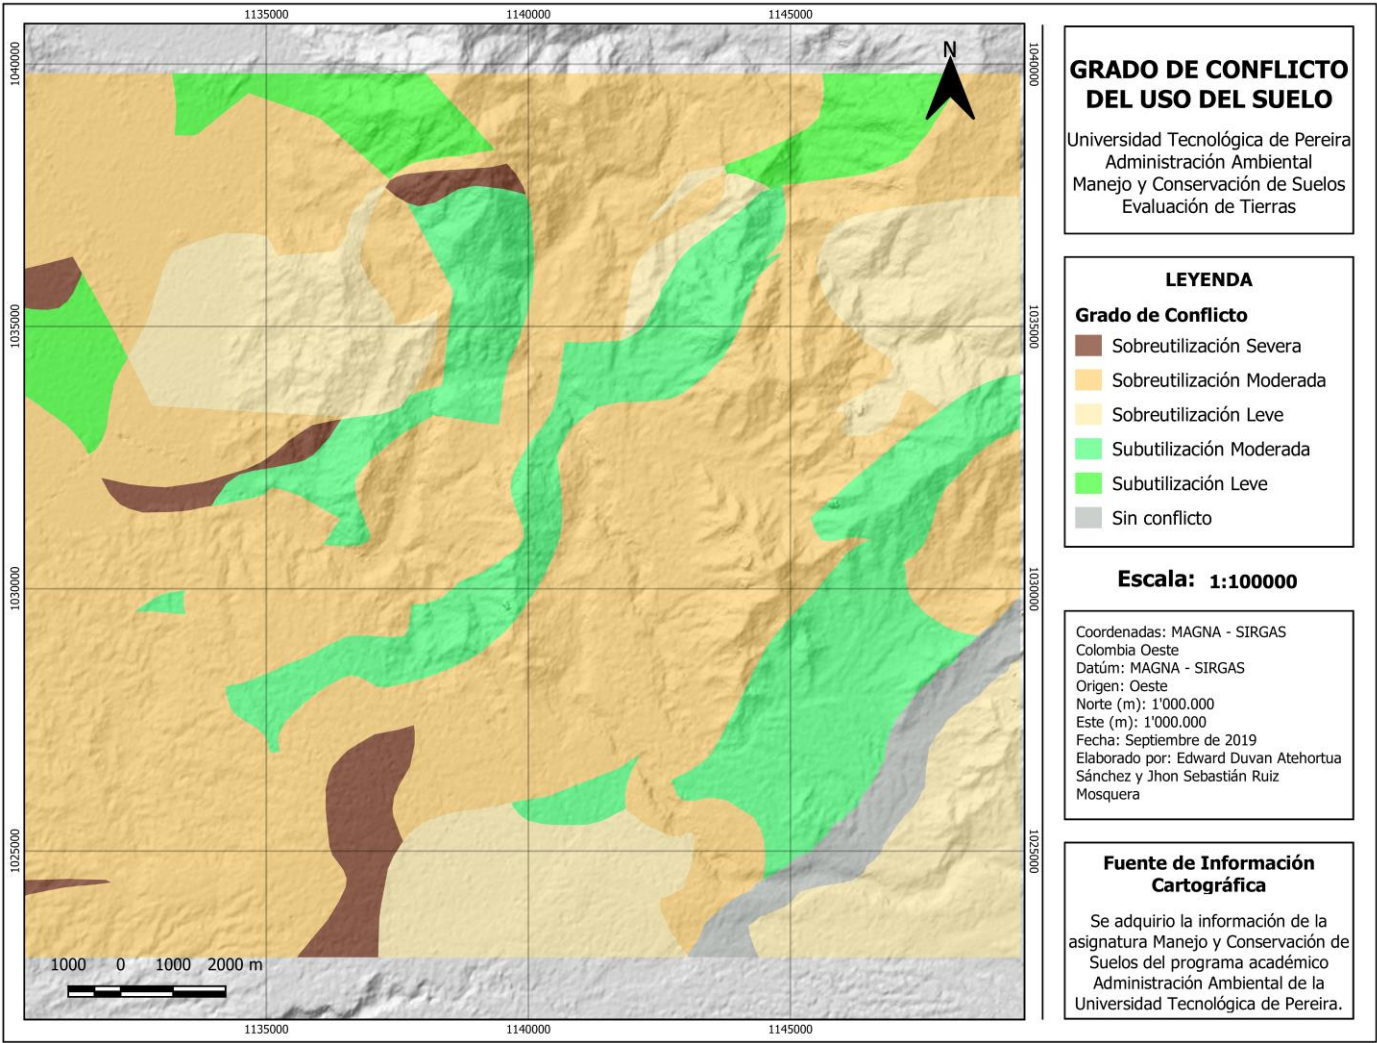 1135000
1140000
1145000
1040000
1040000
N
1035000
1035000
1030000
1030000
1025000
1025000
1000 0 1000 2000 m
1135000
1140000
1145000
GRADO DE CONFLICTO
DEL USO DEL SUELO
Universidad Tecnológica de Pereira
Administración Ambiental
Manejo y Conservación de Suelos
Evaluación de Tierras
LEYENDA
Grado de Conflicto
Sobreutilización Severa
Sobreutilización Moderada
Sobreutilización Leve
Subutilización Moderada
Subutilización Leve
Sin conflicto
Escala: 1:100000
Coordenadas: MAGNA - SIRGAS
Colombia Oeste
Datúm: MAGNA - SIRGAS
Origen: Oeste
Norte (m): 1'000.000
Este (m): 1'000.000
Fecha: Septiembre de 2019
Elaborado por: Edward Duvan Atehortua
Sánchez y Jhon Sebastián Ruiz
Mosquera
Fuente de Información
Cartográfica
Se adquirio la información de la
asignatura Manejo y Conservación de
Suelos del programa académico
Administración Ambiental de la
Universidad Tecnológica de Pereira.